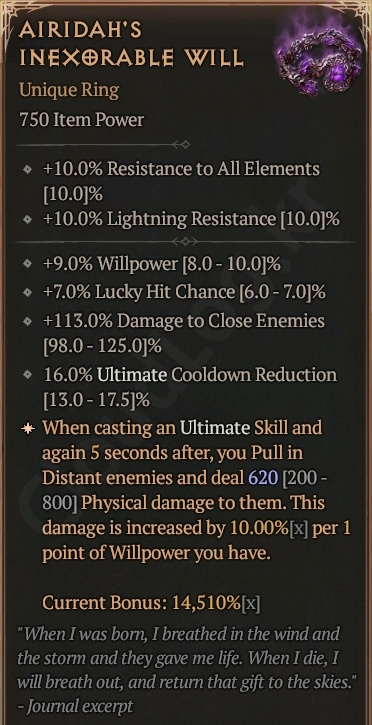 AIRIDAH'S
INEXORABLE WILL
Unique Ring
750 Item Power
+10.0% Resistance to All Elements
[10.0]%
+10.0% Lightning Resistance [10.0]%
+9.0% Willpower [8.0 - 10.0]%
+7.0% Lucky Hit Chance [6.0 - 7.0]%
+113.0% Damage to Close Enemies
[98.0 - 125.0]%
16.0% Ultimate Cooldown Reduction
[13.0 - 17.5]%
When casting an Ultimate Skill and
again 5 seconds after, you Pull in
Distant enemies and deal 620 [200 -
800] Physical damage to them. This
damage is increased by 10.00%[x] per 1
point of Willpower you have.
Current Bonus: 14,510%[x]
"When I was born, I breathed in the wind and
the storm and they gave me life. When I die, I
will breath out, and return that gift to the skies."
- Journal excerpt